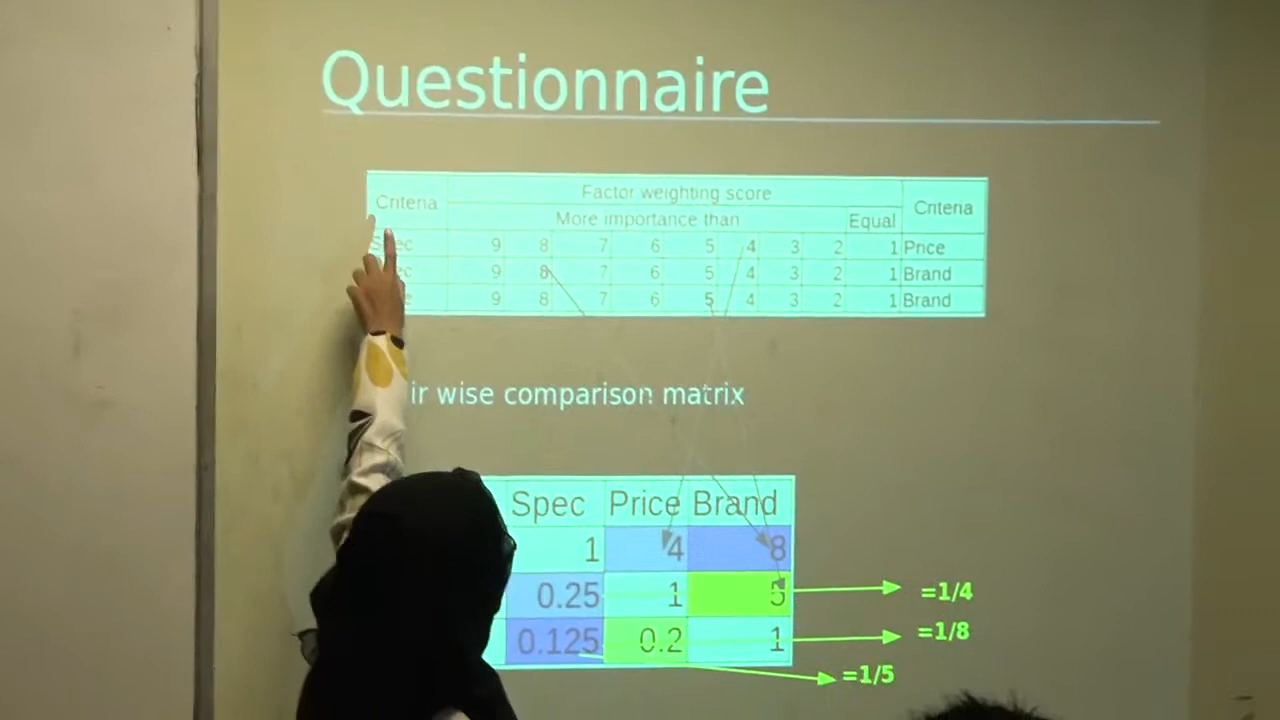 Questionnaire
Criteria Factor weighting score Criteria
More importance than Equal
Spec 9 8 7 6 5 4 3 2 1 Price
9 8 7 6 5 4 3 2 1 Brand
9 8 7 6 5 4 3 2 1 Brand
ir wise comparison matrix
Spec Price Brand
1 4 8
0.25 1 5 =1/4
0.125 0.2 1 =1/8
=1/5